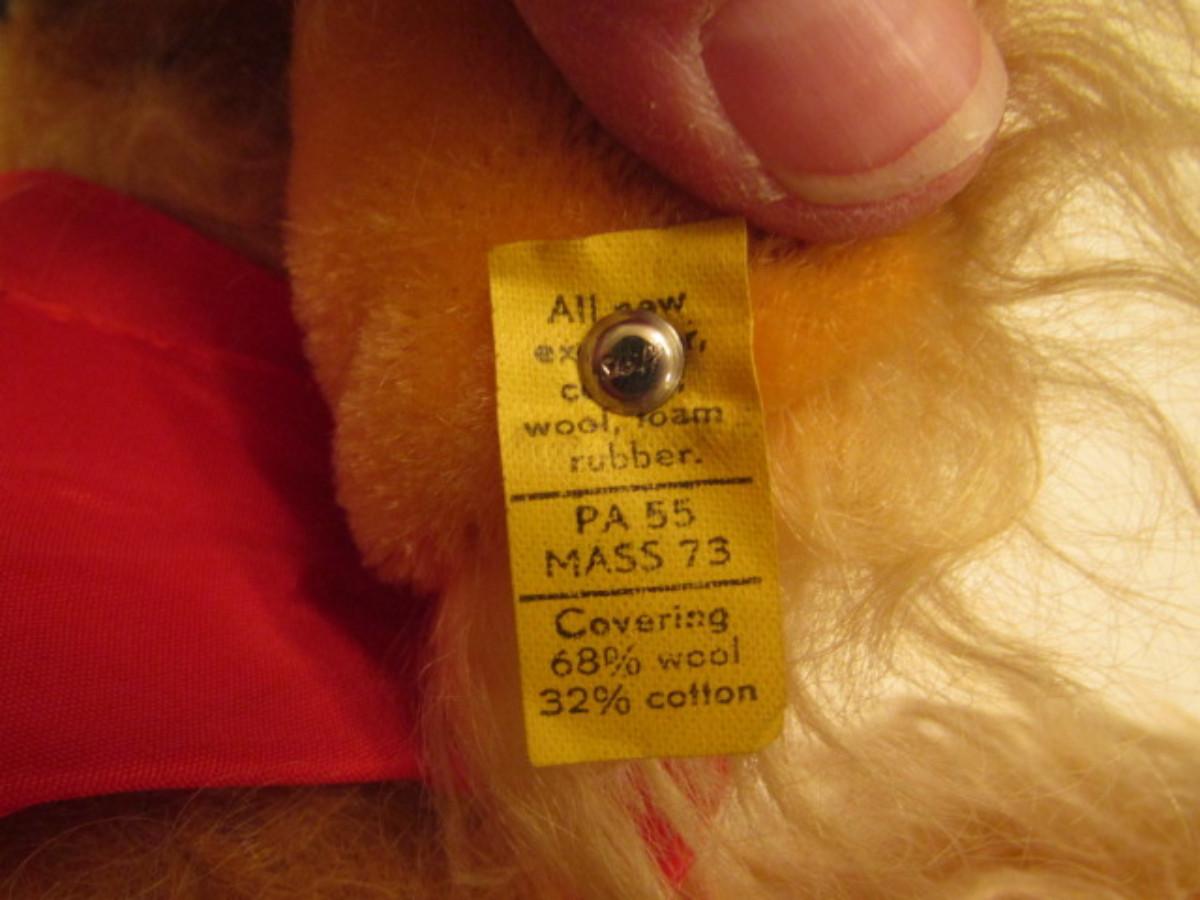 All new
wool, foam
rubber.
PA 55
MASS 73
Covering
68% wool
32% cotton